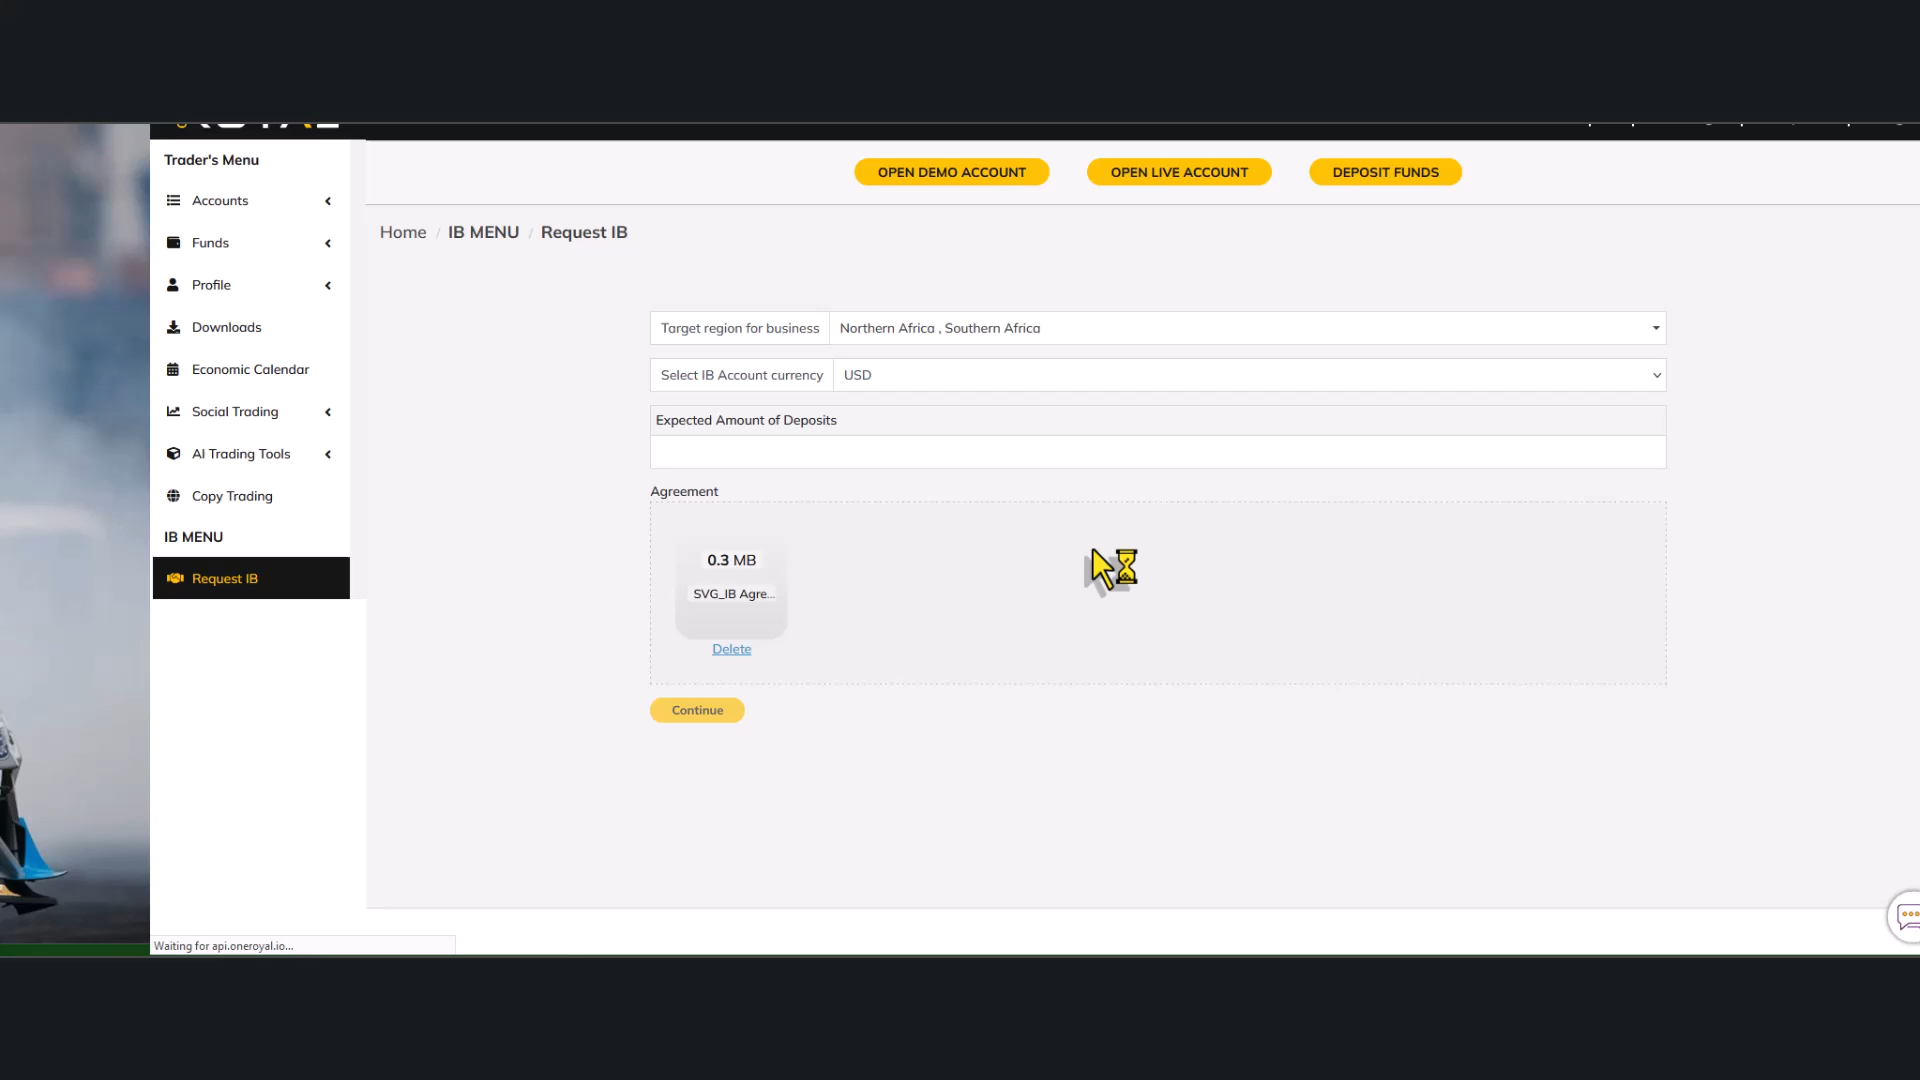 Trader's Menu
OPEN DEMO ACCOUNT
OPEN LIVE ACCOUNT
DEPOSIT FUNDS
Accounts
Home / IB MENU / Request IB
Funds
Profile
Downloads
Economic Calendar
Social Trading
AI Trading Tools
Copy Trading
IB MENU
Request IB
Target region for business
Northern Africa , Southern Africa
Select IB Account currency
USD
Expected Amount of Deposits
Agreement
0.3 MB
SVG_IB Agre...
Delete
Continue
Waiting for api.oneroyal.io...